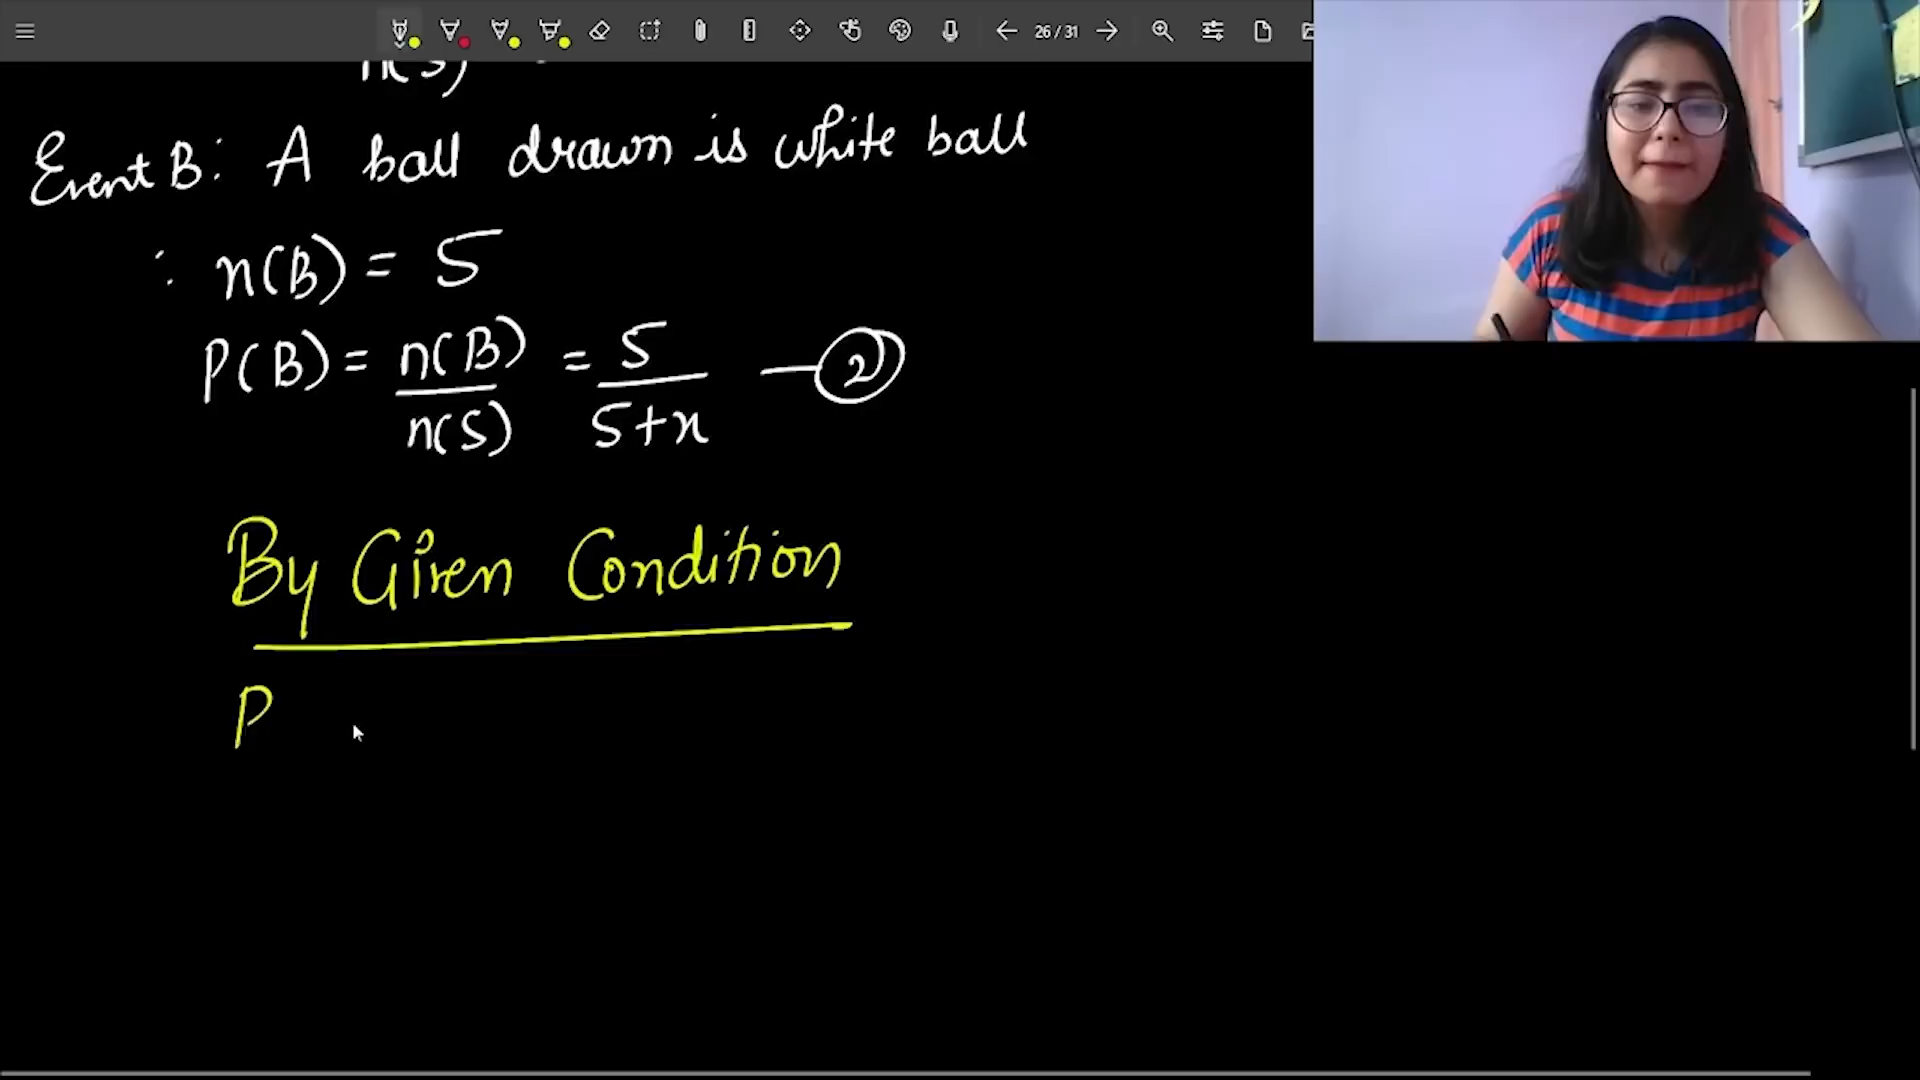 26 / 31
n(S)
Event B: A ball drawn is white ball
∴ n(B) = 5
P(B) = n(B)/n(S) = 5/5+x — ②
By Given Condition
P